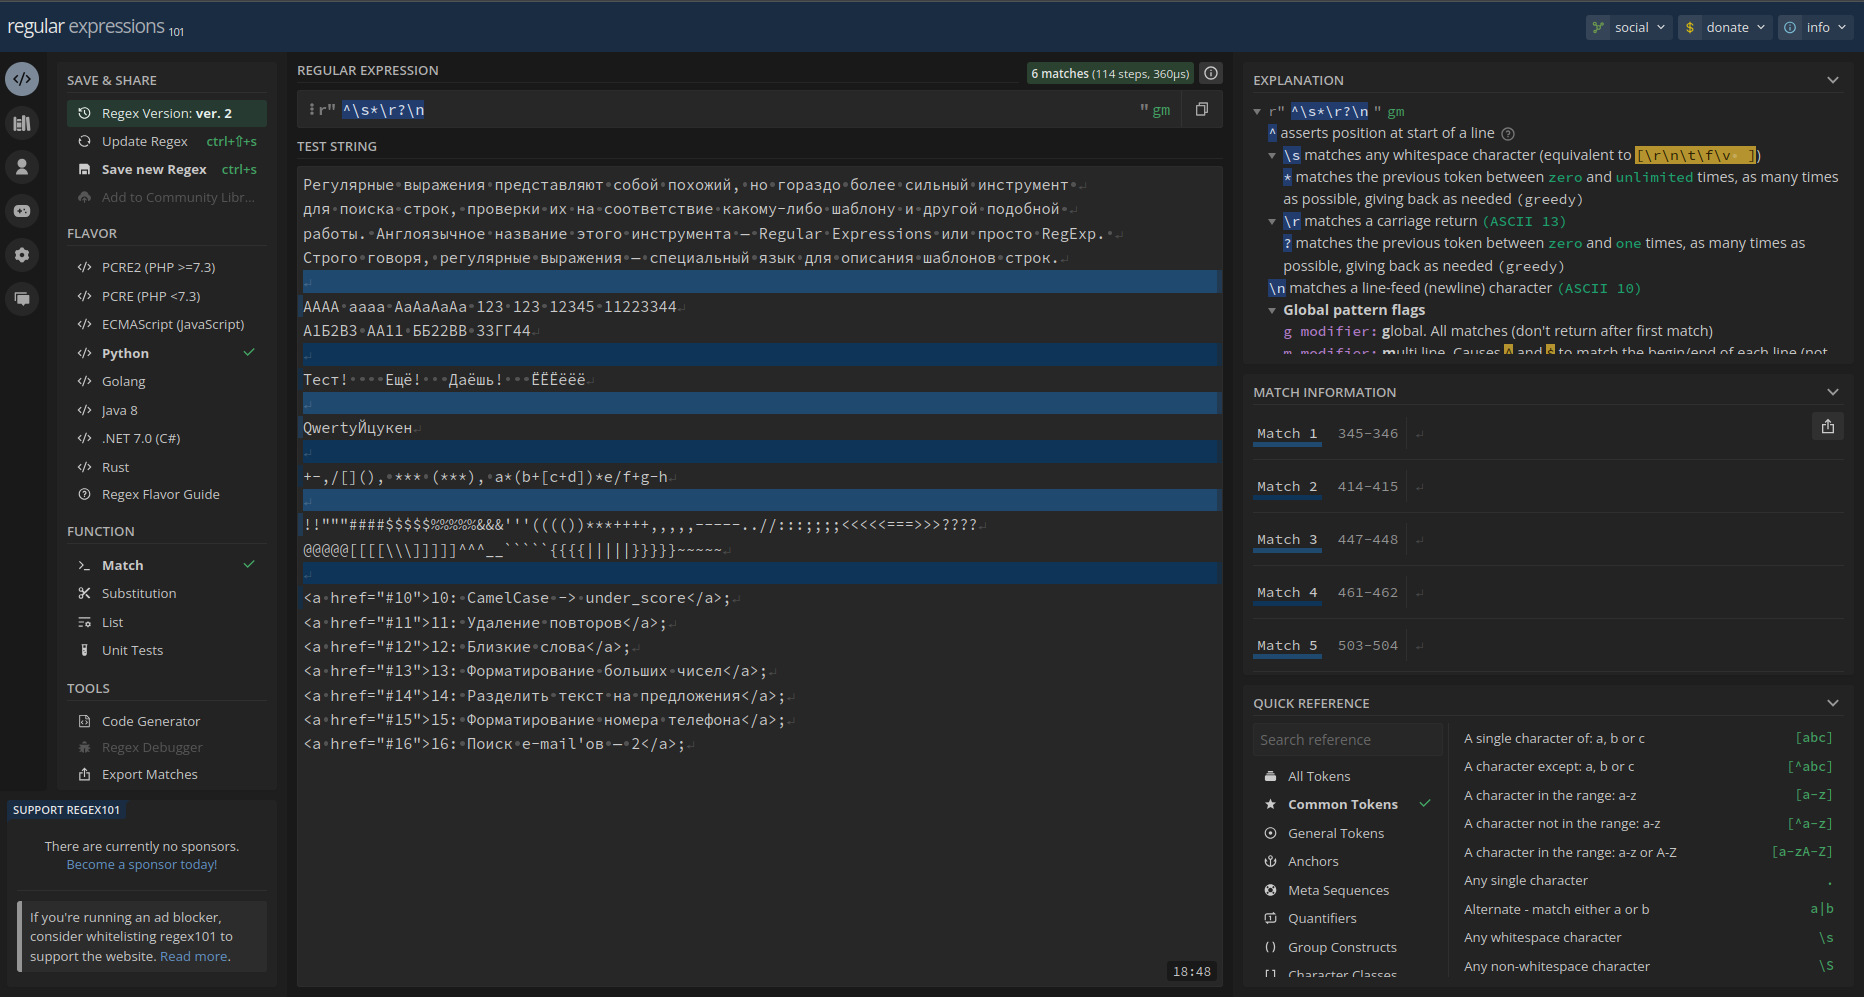 regular expressions 101
social
donate
info
SAVE & SHARE
Regex Version: ver. 2
Update Regex ctrl+⇧+s
Save new Regex ctrl+s
Add to Community Libr...
FLAVOR
PCRE2 (PHP >=7.3)
PCRE (PHP <7.3)
ECMAScript (JavaScript)
Python
Golang
Java 8
.NET 7.0 (C#)
Rust
Regex Flavor Guide
FUNCTION
Match
Substitution
List
Unit Tests
TOOLS
Code Generator
Regex Debugger
Export Matches
SUPPORT REGEX101
There are currently no sponsors.
Become a sponsor today!
If you're running an ad blocker,
consider whitelisting regex101 to
support the website. Read more.
REGULAR EXPRESSION
6 matches (114 steps, 360µs)
r" ^\s*\r?\n " gm
TEST STRING
Регулярные выражения представляют собой похожий, но гораздо более сильный инструмент
для поиска строк, проверки их на соответствие какому-либо шаблону и другой подобной
работы. Англоязычное название этого инструмента — Regular Expressions или просто RegExp.
Строго говоря, регулярные выражения — специальный язык для описания шаблонов строк.
АААА аааа АаАаАаАа 123 123 12345 11223344
А1Б2В3 АА11 ББ22ВВ 33ГГ44
Тест!    Ещё!   Даёшь!   ЁЁЁёёё
QwertyЙцукен
+-,/[](), *** (***), a*(b+[c+d])*e/f+g-h
!!"""####$$$$$%%%%%&&&'''(((())***++++,,,,,-----..//:::;;;;<<<<<===>>>????
@@@@@[[[[\\\]]]]]^^^__`````{{{{|||||}}}}}~~~~~
<a href="#10">10: CamelCase -> under_score</a>;
<a href="#11">11: Удаление повторов</a>;
<a href="#12">12: Близкие слова</a>;
<a href="#13">13: Форматирование больших чисел</a>;
<a href="#14">14: Разделить текст на предложения</a>;
<a href="#15">15: Форматирование номера телефона</a>;
<a href="#16">16: Поиск e-mail'ов — 2</a>;
18:48
EXPLANATION
r" ^\s*\r?\n " gm
^ asserts position at start of a line
\s matches any whitespace character (equivalent to [\r\n\t\f\v ])
* matches the previous token between zero and unlimited times, as many times
as possible, giving back as needed (greedy)
\r matches a carriage return (ASCII 13)
? matches the previous token between zero and one times, as many times as
possible, giving back as needed (greedy)
\n matches a line-feed (newline) character (ASCII 10)
Global pattern flags
g modifier: global. All matches (don't return after first match)
m modifier: multi line. Causes ^ and $ to match the begin/end of each line (not
MATCH INFORMATION
Match 1 345-346
Match 2 414-415
Match 3 447-448
Match 4 461-462
Match 5 503-504
QUICK REFERENCE
Search reference
All Tokens
Common Tokens
General Tokens
Anchors
Meta Sequences
Quantifiers
Group Constructs
Character Classes
A single character of: a, b or c [abc]
A character except: a, b or c [^abc]
A character in the range: a-z [a-z]
A character not in the range: a-z [^a-z]
A character in the range: a-z or A-Z [a-zA-Z]
Any single character .
Alternate - match either a or b a|b
Any whitespace character \s
Any non-whitespace character \S